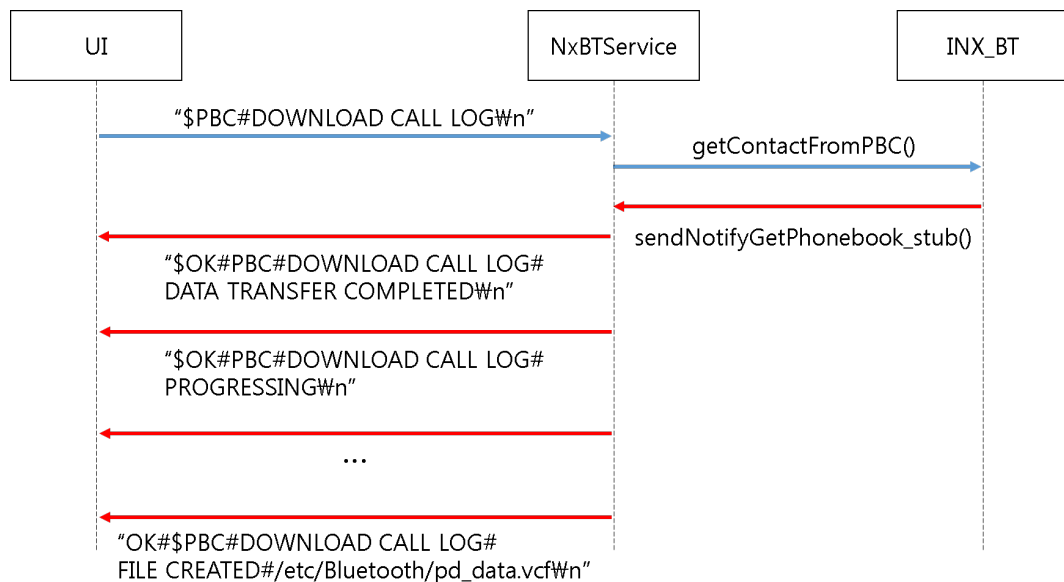 UI
NxBTService
INX_BT
“$PBC#DOWNLOAD CALL LOG₩n”
getContactFromPBC()
sendNotifyGetPhonebook_stub()
“$OK#PBC#DOWNLOAD CALL LOG#
DATA TRANSFER COMPLETED₩n”
“$OK#PBC#DOWNLOAD CALL LOG#
PROGRESSING₩n”
...
“OK#$PBC#DOWNLOAD CALL LOG#
FILE CREATED#/etc/Bluetooth/pd_data.vcf₩n”